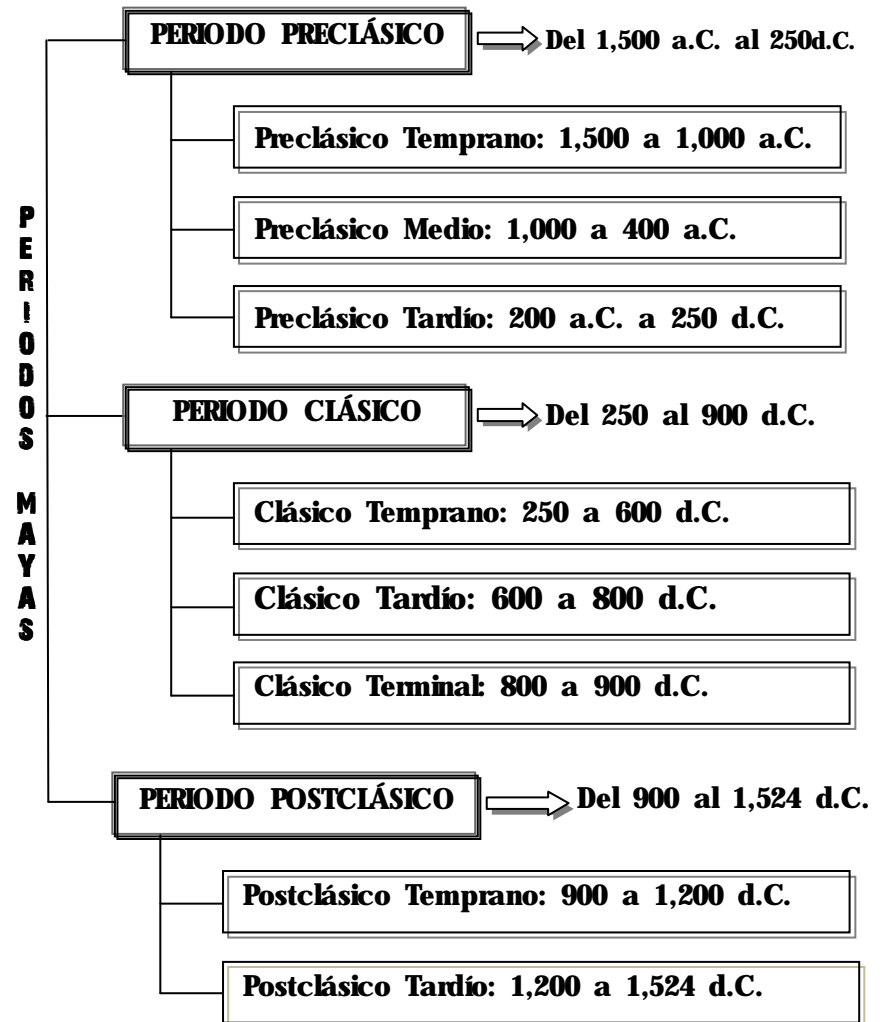 PERIODOS MAYAS
PERIODO PRECLÁSICO
Del 1,500 a.C. al 250d.C.
Preclásico Temprano: 1,500 a 1,000 a.C.
Preclásico Medio: 1,000 a 400 a.C.
Preclásico Tardío: 200 a.C. a 250 d.C.
PERIODO CLÁSICO
Del 250 al 900 d.C.
Clásico Temprano: 250 a 600 d.C.
Clásico Tardío: 600 a 800 d.C.
Clásico Terminal: 800 a 900 d.C.
PERIODO POSTCLÁSICO
Del 900 al 1,524 d.C.
Postclásico Temprano: 900 a 1,200 d.C.
Postclásico Tardío: 1,200 a 1,524 d.C.